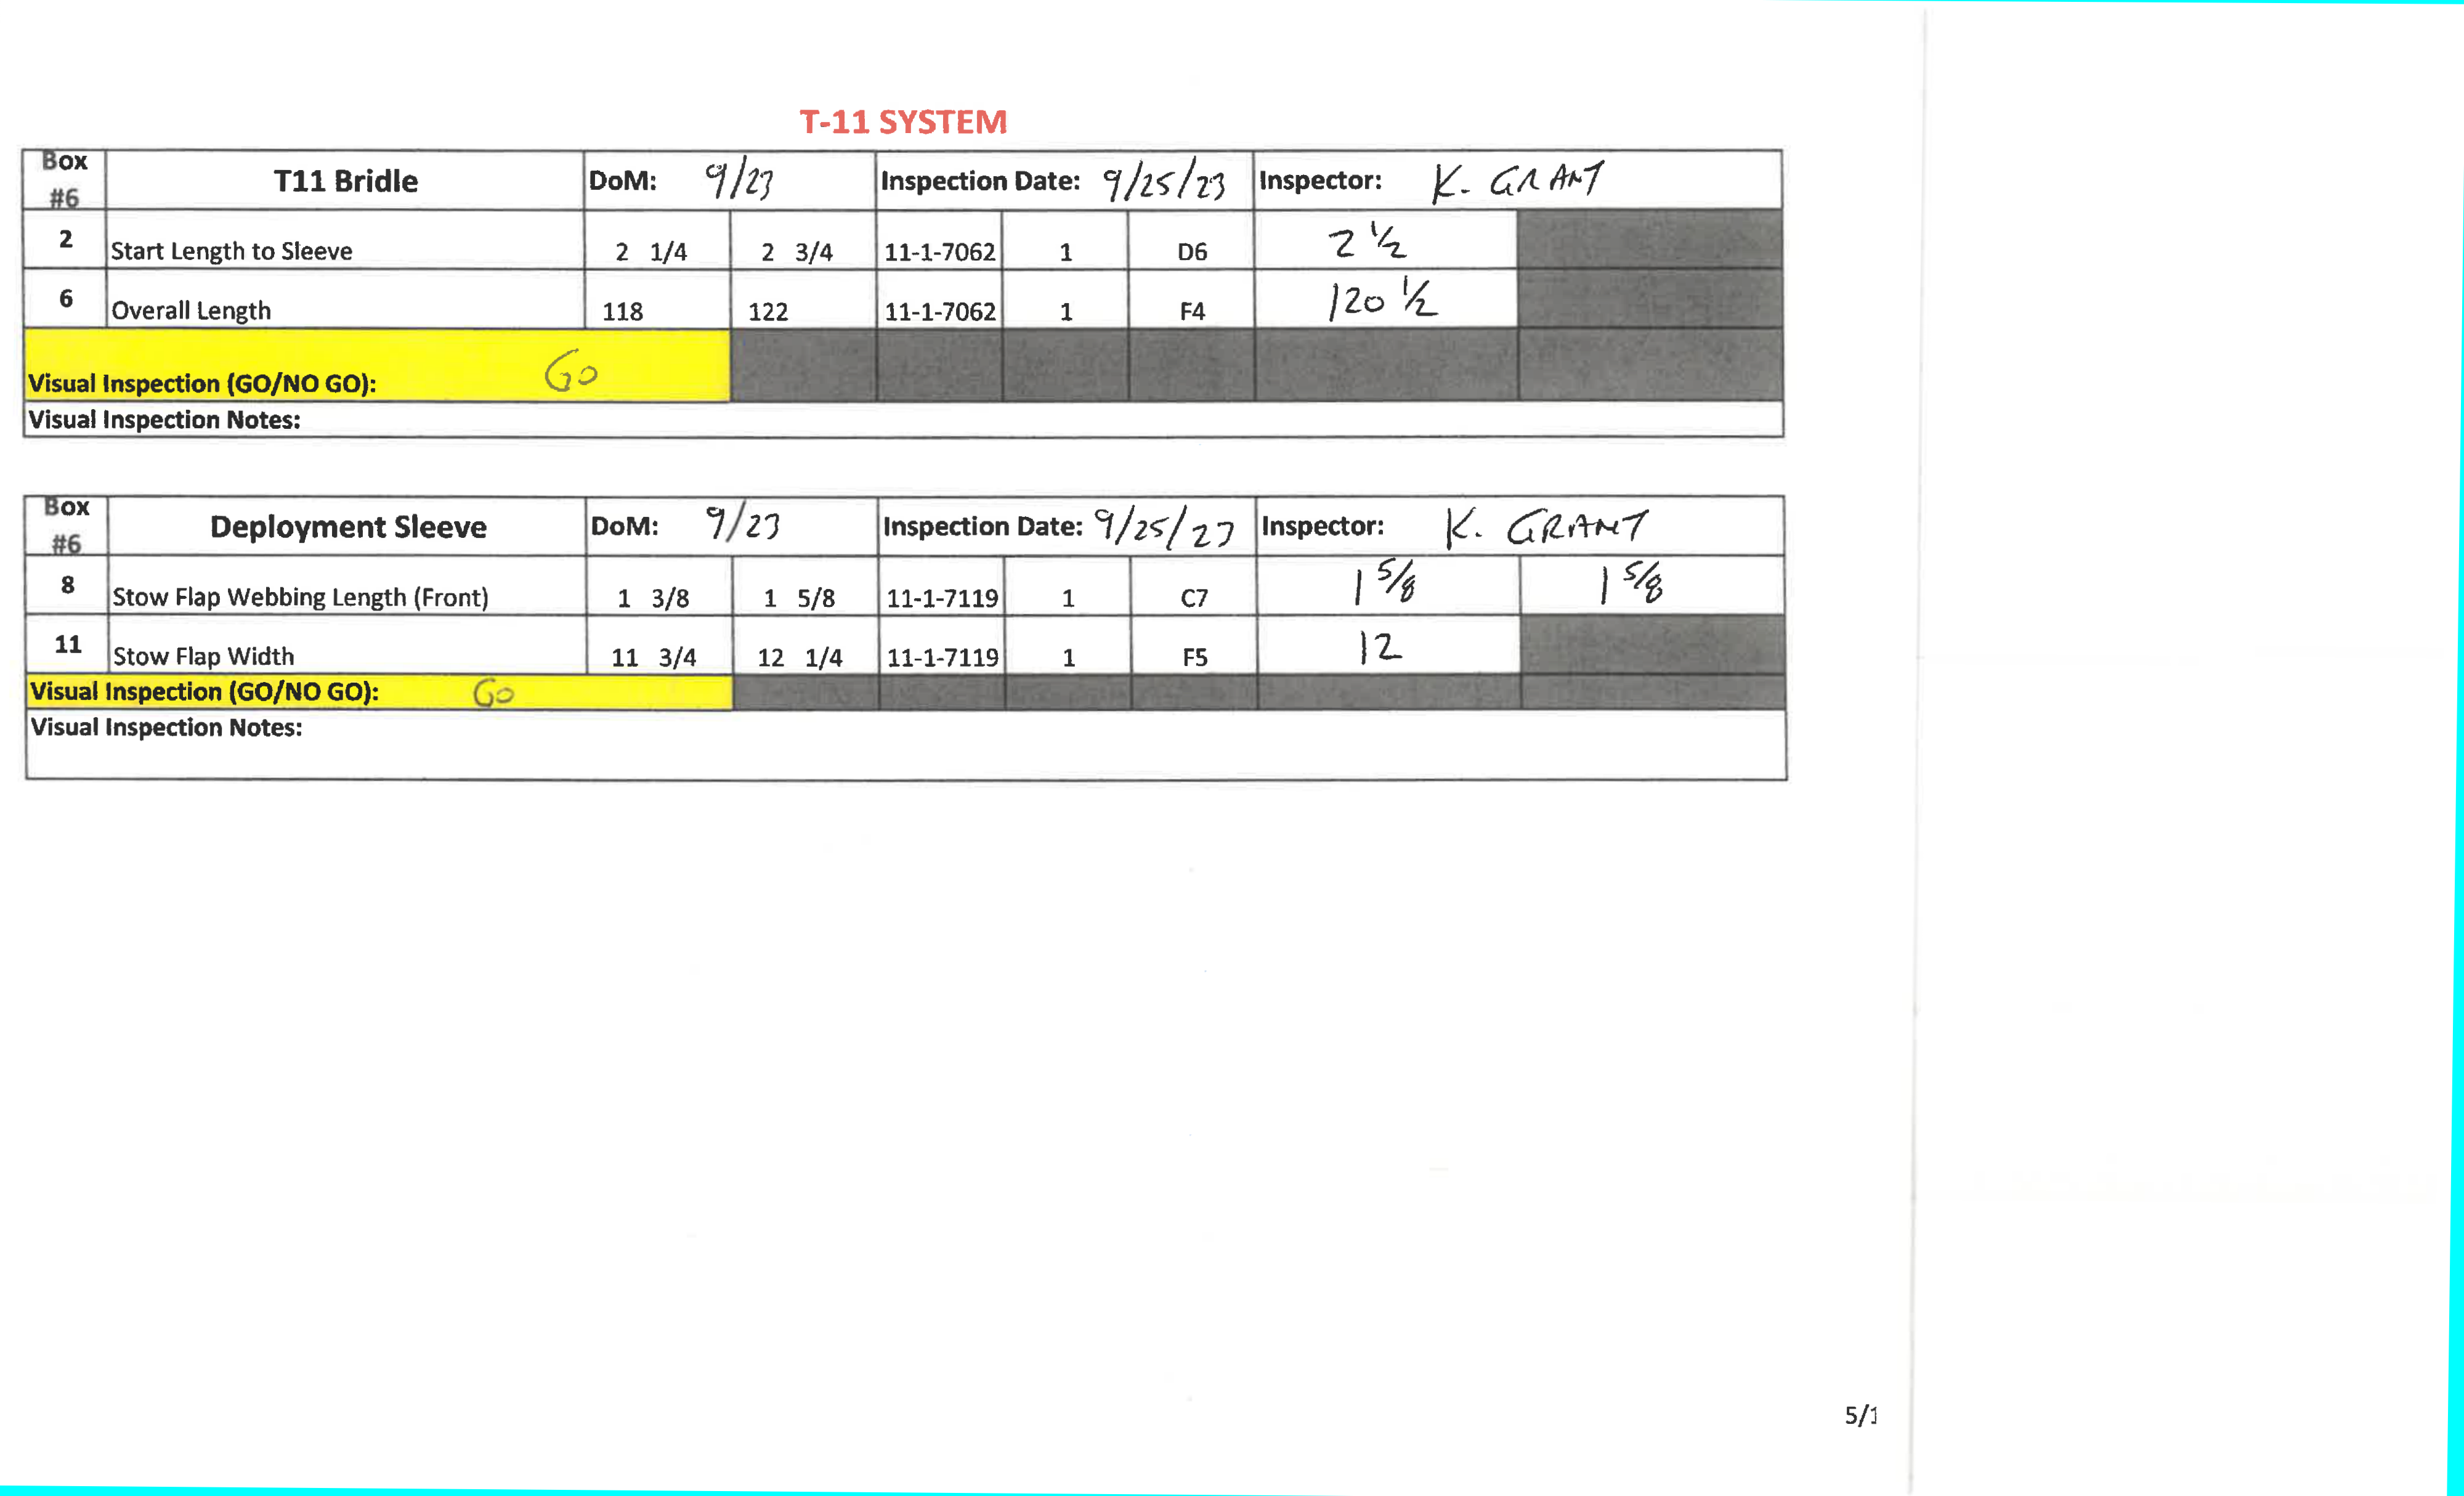 T-11 SYSTEM
Box #6 T11 Bridle DoM: 9/23 Inspection Date: 9/25/23 Inspector: K. GRANT
2 Start Length to Sleeve 2 1/4 2 3/4 11-1-7062 1 D6 2 1/2
6 Overall Length 118 122 11-1-7062 1 F4 120 1/2
Visual Inspection (GO/NO GO): GO
Visual Inspection Notes:
Box #6 Deployment Sleeve DoM: 9/23 Inspection Date: 9/25/23 Inspector: K. GRANT
8 Stow Flap Webbing Length (Front) 1 3/8 1 5/8 11-1-7119 1 C7 1 5/8 1 5/8
11 Stow Flap Width 11 3/4 12 1/4 11-1-7119 1 F5 12
Visual Inspection (GO/NO GO): GO
Visual Inspection Notes:
5/1